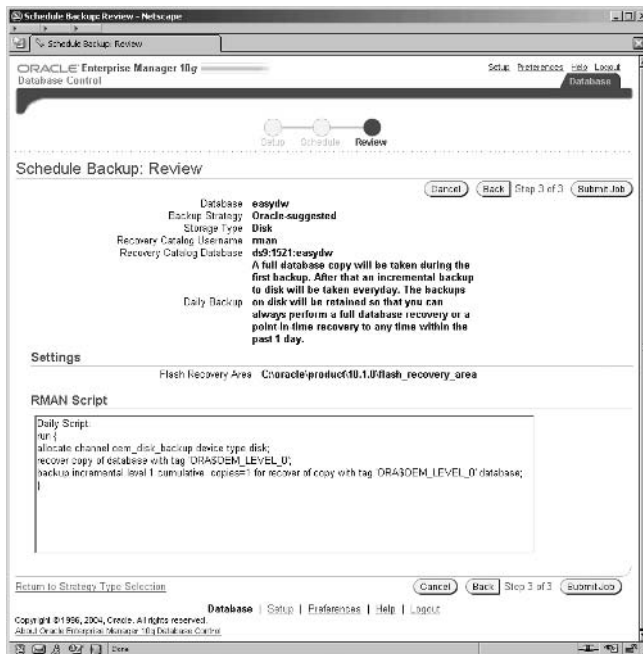 Schedule Backup: Review - Netscape
Schedule Backup: Review
ORACLE Enterprise Manager 10g
Database Control
Setup Preferences Help Logout
Database
Setup Schedule Review
Schedule Backup: Review
Cancel Back Step 3 of 3 Submit Job
Database easydw
Backup Strategy Oracle-suggested
Storage Type Disk
Recovery Catalog Username rman
Recovery Catalog Database ds9:1521:easydw
Daily Backup
A full database copy will be taken during the
first backup. After that an incremental backup
to disk will be taken everyday. The backups
on disk will be retained so that you can
always perform a full database recovery or a
point in-time recovery to any time within the
past 1 day.
Settings
Flash Recovery Area C:\oracle\product\10.1.0\flash_recovery_area
RMAN Script
Daily Script:
run {
allocate channel oem_disk_backup device type disk;
recover copy of database with tag 'ORA$OEM_LEVEL_0';
backup incremental level 1 cumulative copies=1 for recover of copy with tag 'ORA$OEM_LEVEL_0' database;
}
Return to Strategy Type Selection
Cancel Back Step 3 of 3 Submit Job
Database | Setup | Preferences | Help | Logout
Copyright © 1996, 2004, Oracle. All rights reserved.
About Oracle Enterprise Manager 10g Database Control
Done